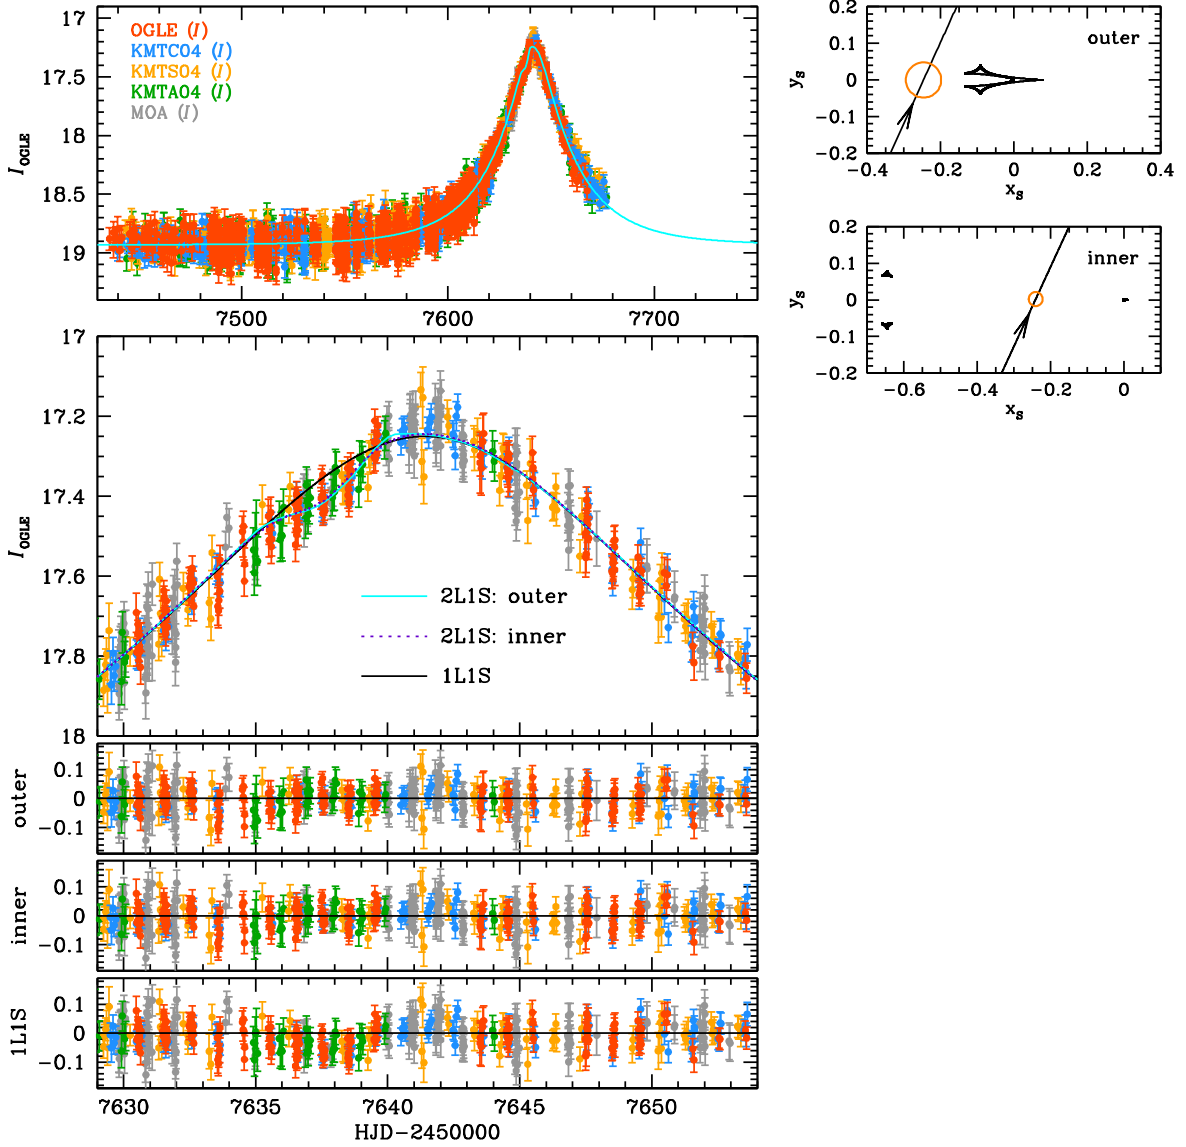 17
17.5
18
18.5
19
I_OGLE
OGLE (I)
KMTC04 (I)
KMTS04 (I)
KMTA04 (I)
MOA (I)
7500
7600
7700
17
17.2
17.4
17.6
17.8
18
I_OGLE
2L1S: outer
2L1S: inner
1L1S
outer
0.1
0
-0.1
inner
0.1
0
-0.1
1L1S
0.1
0
-0.1
7630
7635
7640
7645
7650
HJD-2450000
outer
y_S
0.2
0.1
0
-0.1
-0.2
-0.4
-0.2
0
0.2
0.4
x_S
inner
y_S
0.2
0.1
0
-0.1
-0.2
-0.6
-0.4
-0.2
0
x_S